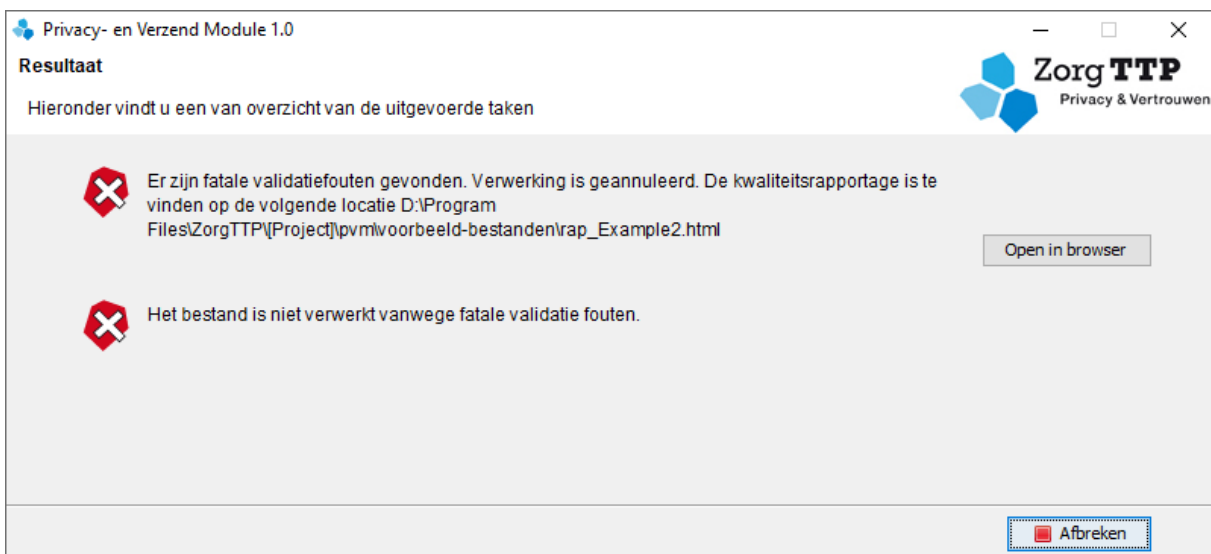 Privacy- en Verzend Module 1.0
Resultaat
Hieronder vindt u een van overzicht van de uitgevoerde taken
Zorg TTP
Privacy & Vertrouwen
Er zijn fatale validatiefouten gevonden. Verwerking is geannuleerd. De kwaliteitsrapportage is te
vinden op de volgende locatie D:\Program
Files\ZorgTTP\[Project]\pvm\voorbeeld-bestanden\rap_Example2.html
Open in browser
Het bestand is niet verwerkt vanwege fatale validatie fouten.
Afbreken